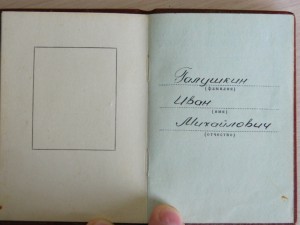 Галушкин
(фамилия)
Иван
(имя)
Михайлович
(отчество)